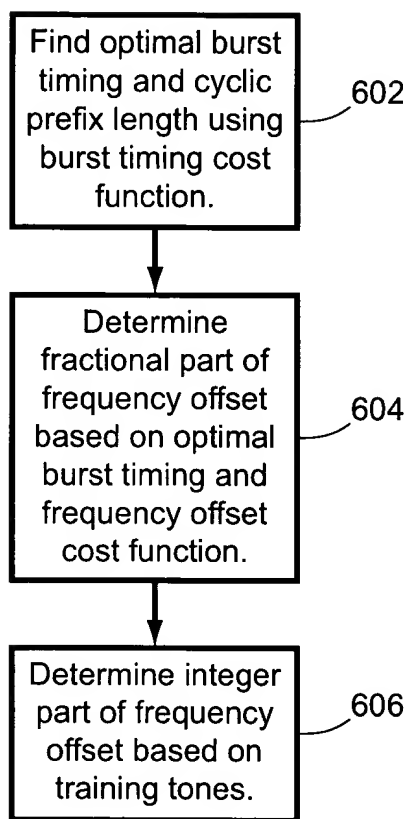 Find optimal burst
timing and cyclic
prefix length using
burst timing cost
function.
602
Determine
fractional part of
frequency offset
based on optimal
burst timing and
frequency offset
cost function.
604
Determine integer
part of frequency
offset based on
training tones.
606